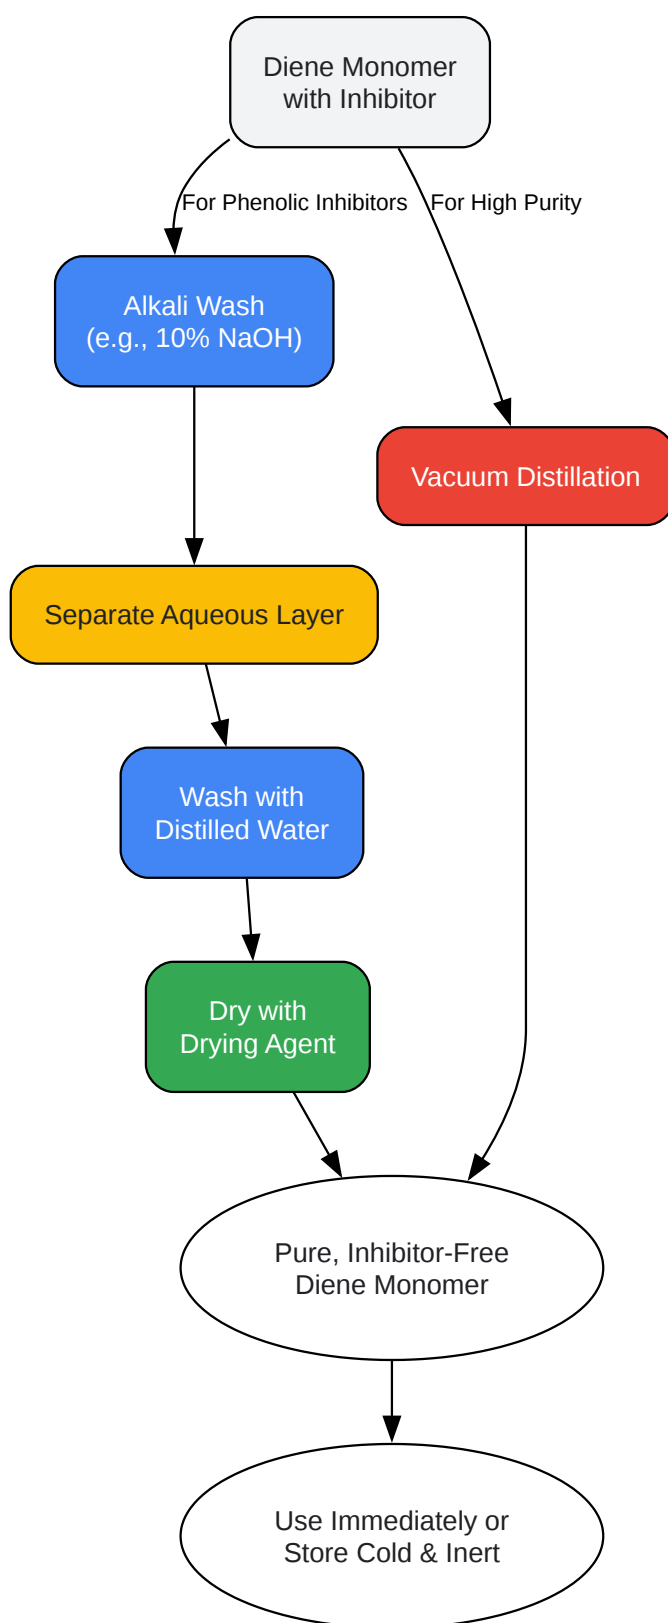 Diene Monomer
with Inhibitor
For Phenolic Inhibitors
For High Purity
Alkali Wash
(e.g., 10% NaOH)
Vacuum Distillation
Separate Aqueous Layer
Wash with
Distilled Water
Dry with
Drying Agent
Pure, Inhibitor-Free
Diene Monomer
Use Immediately or
Store Cold & Inert